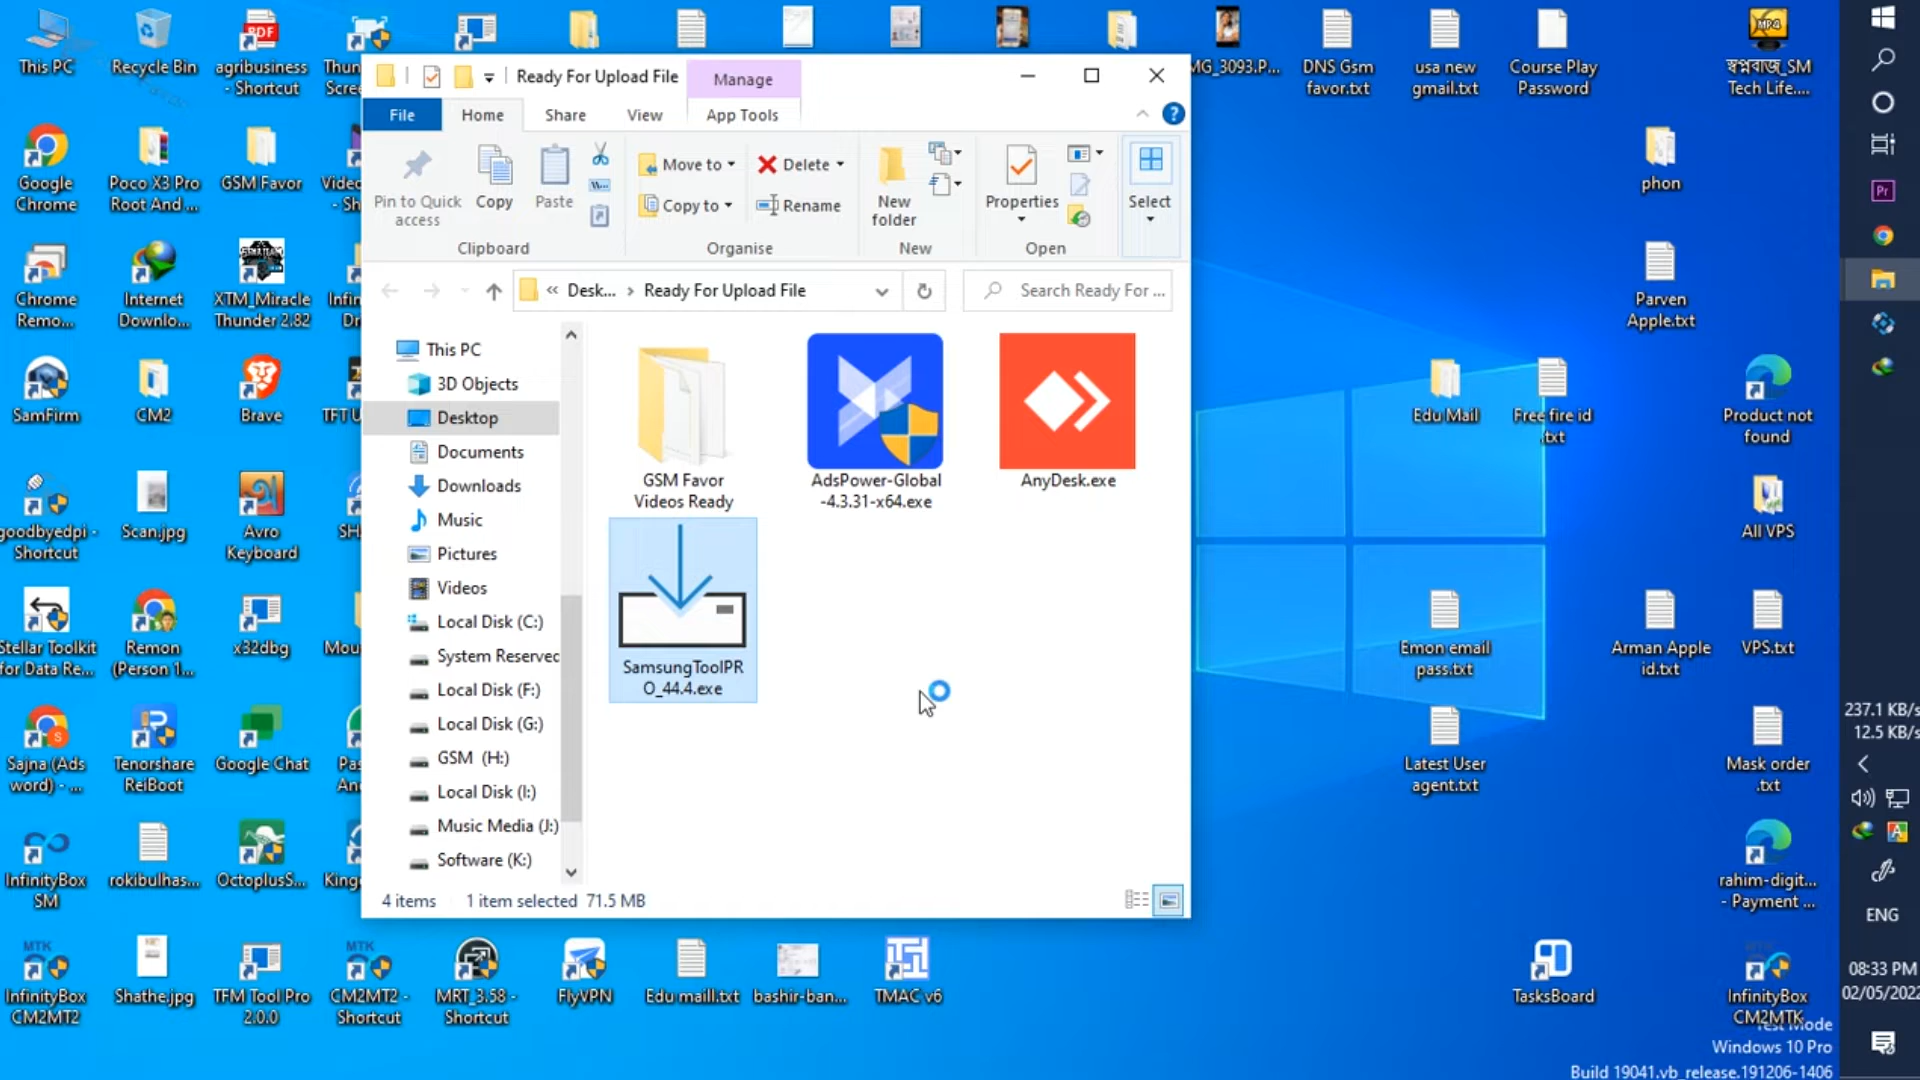 This PC
Recycle Bin
agribusiness
- Shortcut
DNS Gsm
favor.txt
usa new
gmail.txt
Course Play
Password
স্বপ্নবাজ_SM
Tech Life....
Ready For Upload File
Manage
File
Home
Share
View
App Tools
Pin to Quick
access
Copy
Paste
Move to
Copy to
Delete
Rename
New
folder
Properties
Select
Clipboard
Organise
New
Open
« Desk... › Ready For Upload File
Search Ready For ...
This PC
3D Objects
Desktop
Documents
Downloads
Music
Pictures
Videos
Local Disk (C:)
System Reserved
Local Disk (F:)
Local Disk (G:)
GSM (H:)
Local Disk (I:)
Music Media (J:)
Software (K:)
GSM Favor
Videos Ready
AdsPower-Global
-4.3.31-x64.exe
AnyDesk.exe
SamsungToolPR
O_44.4.exe
4 items
1 item selected 71.5 MB
Google
Chrome
Poco X3 Pro
Root And ...
GSM Favor
Chrome
Remo...
Internet
Downlo...
XTM_Miracle
Thunder 2.82
SamFirm
CM2
Brave
goodbyedpi -
Shortcut
Scan.jpg
Avro
Keyboard
Stellar Toolkit
for Data Re...
Remon
(Person 1...
x32dbg
Sajna (Ads
word) - ...
Tenorshare
ReiBoot
Google Chat
InfinityBox
SM
rokibulhas...
OctoplusS...
InfinityBox
CM2MT2
Shathe.jpg
TFM Tool Pro
2.0.0
CM2MT2 -
Shortcut
MRT_3.58 -
Shortcut
FlyVPN
Edu maill.txt
bashir-ban...
TMAC v6
phon
Parven
Apple.txt
Edu Mail
Free fire id
.txt
Product not
found
All VPS
Emon email
pass.txt
Arman Apple
id.txt
VPS.txt
Latest User
agent.txt
Mask order
.txt
rahim-digit...
- Payment ...
TasksBoard
InfinityBox
CM2MTK
Test Mode
Windows 10 Pro
Build 19041.vb_release.191206-1406
237.1 KB/s
12.5 KB/s
ENG
08:33 PM
02/05/2022